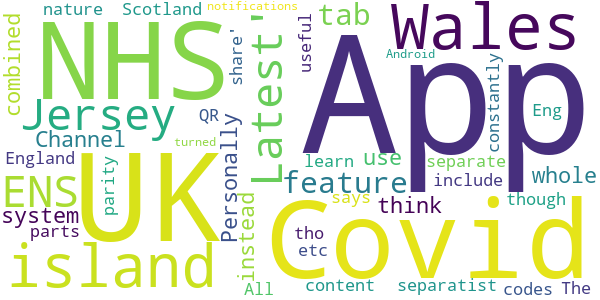 nature Scotland notifications
combined NHS share' Latest' useful tab Wales
Android
Jersey QR App constantly
Channel Personally Eng
England parity turned learn use separate
ENS UK feature include whole
system think though
parts instead says
island tho Covid
etc
All content separatist codes The